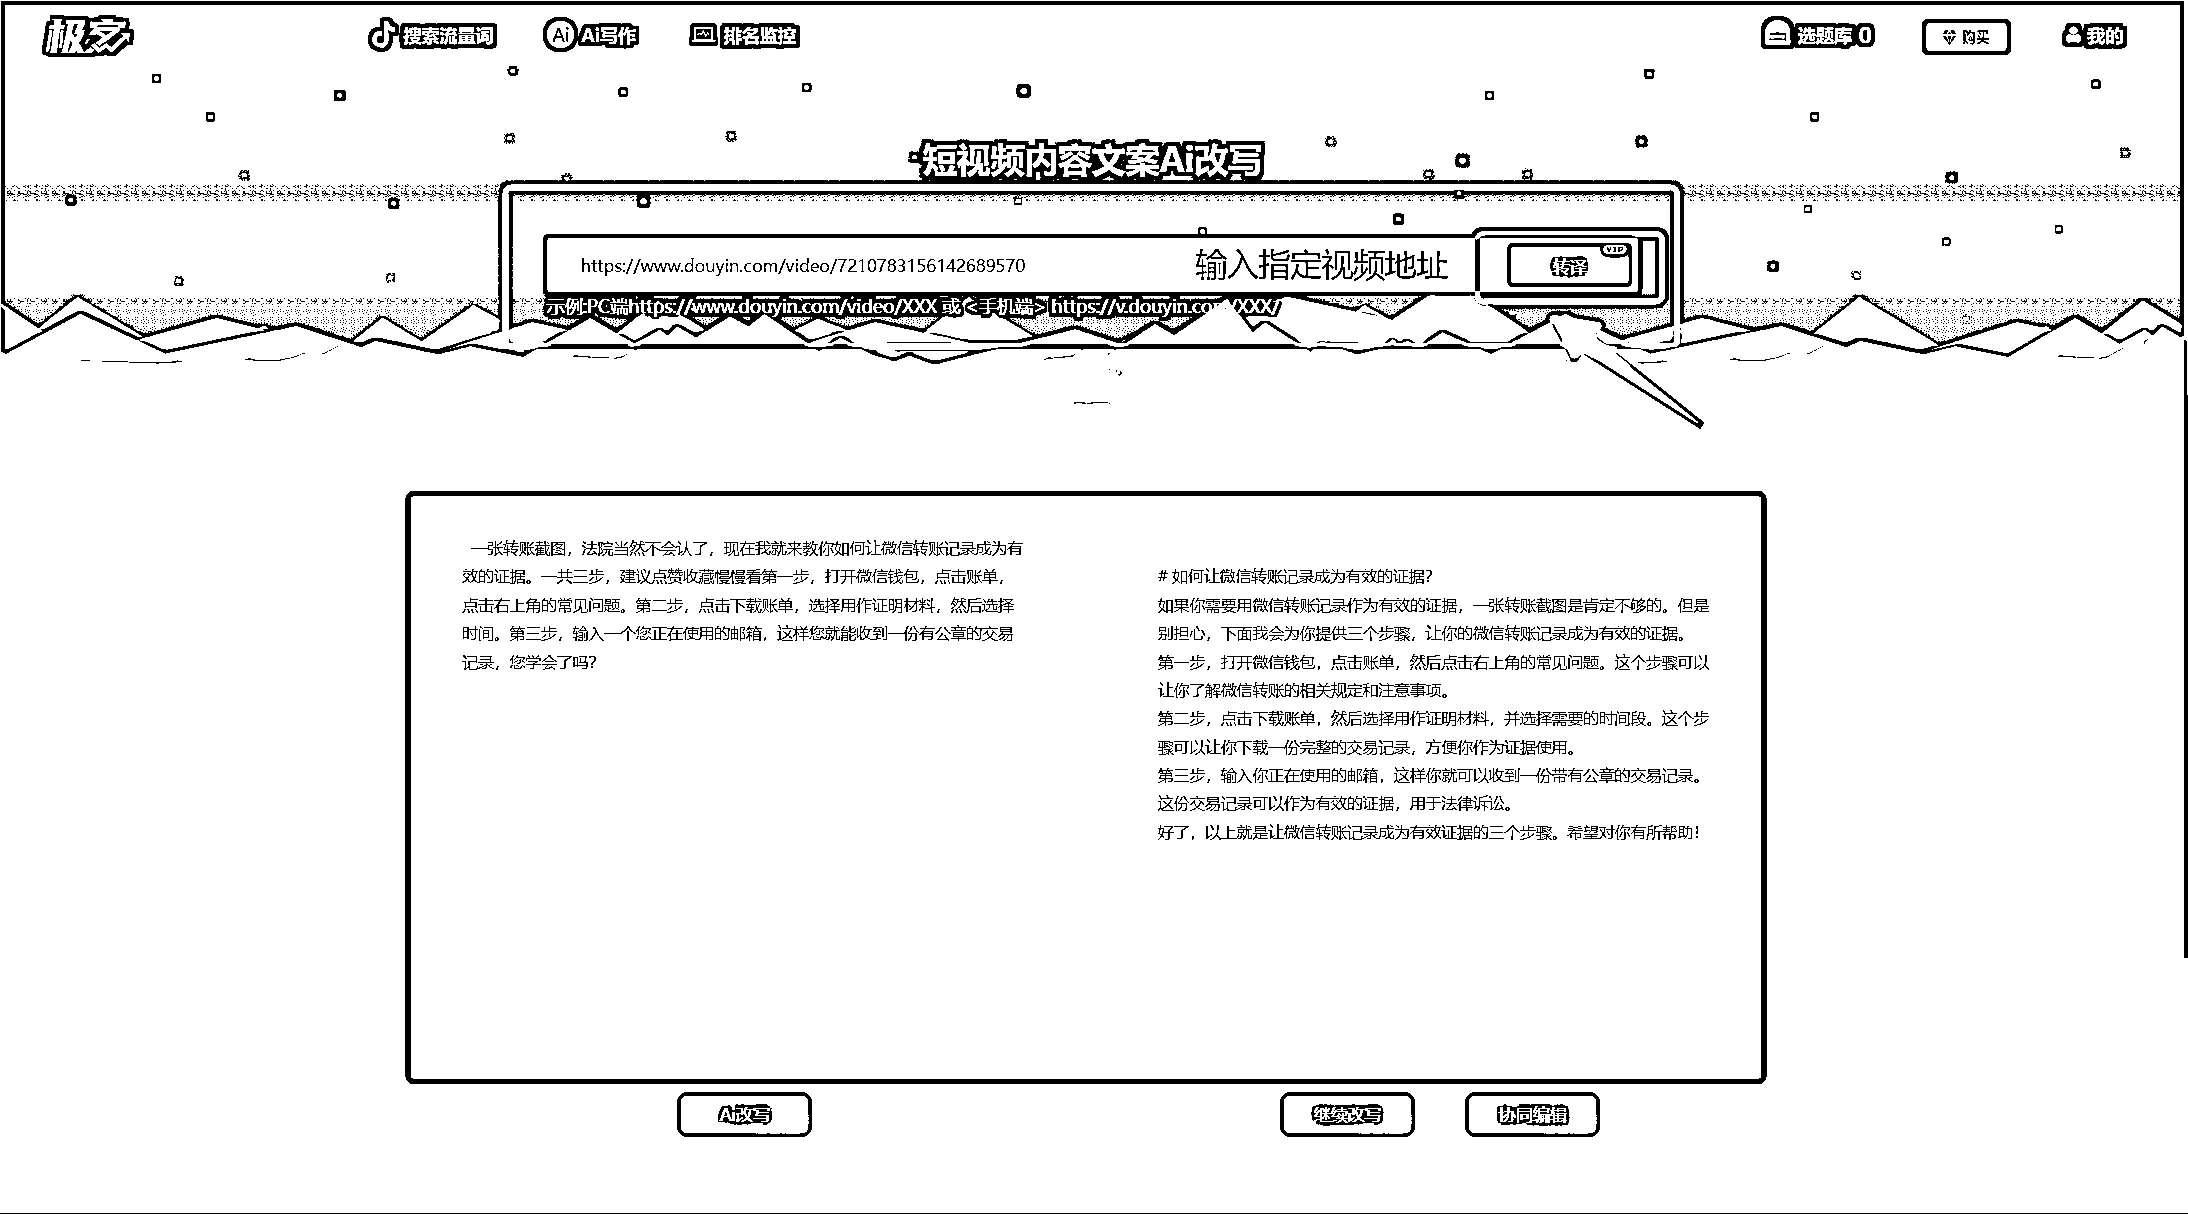 极客
搜索流量词
Ai Ai写作
排名监控
选题库 0
购买
我的
短视频内容文案Ai改写
https://www.douyin.com/video/7210783156142689570
输入指定视频地址
VIP
转译
示例:PC端https://www.douyin.com/video/XXX 或 <手机端> https://v.douyin.com/XXX/
一张转账截图，法院当然不会认了，现在我就来教你如何让微信转账记录成为有
效的证据。一共三步，建议点赞收藏慢慢看第一步，打开微信钱包，点击账单，
点击右上角的常见问题。第二步，点击下载账单，选择用作证明材料，然后选择
时间。第三步，输入一个您正在使用的邮箱，这样您就能收到一份有公章的交易
记录，您学会了吗？
# 如何让微信转账记录成为有效的证据？
如果你需要用微信转账记录作为有效的证据，一张转账截图是肯定不够的。但是
别担心，下面我会为你提供三个步骤，让你的微信转账记录成为有效的证据。
第一步，打开微信钱包，点击账单，然后点击右上角的常见问题。这个步骤可以
让你了解微信转账的相关规定和注意事项。
第二步，点击下载账单，然后选择用作证明材料，并选择需要的时间段。这个步
骤可以让你下载一份完整的交易记录，方便你作为证据使用。
第三步，输入你正在使用的邮箱，这样你就可以收到一份带有公章的交易记录。
这份交易记录可以作为有效的证据，用于法律诉讼。
好了，以上就是让微信转账记录成为有效证据的三个步骤。希望对你有所帮助！
Ai改写
继续改写
协同编辑